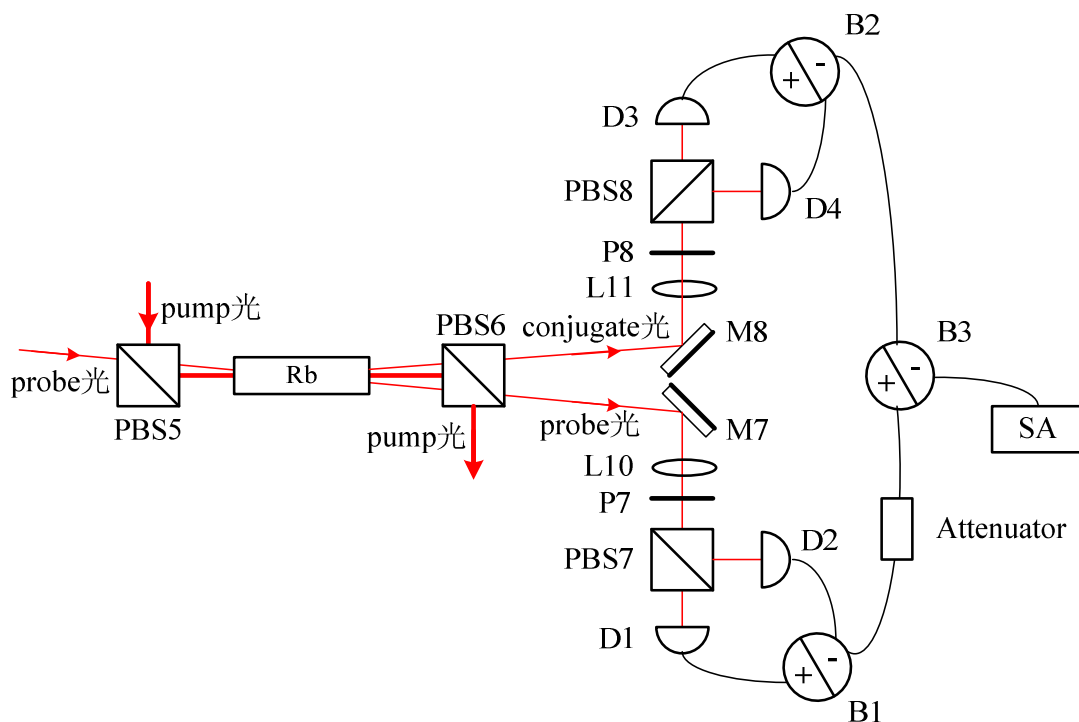 B2
+
-
D3
PBS8
D4
P8
L11
pump光
PBS6
conjugate光
M8
B3
probe光
Rb
+
-
PBS5
pump光
probe光
M7
SA
L10
P7
Attenuator
PBS7
D2
D1
+
-
B1